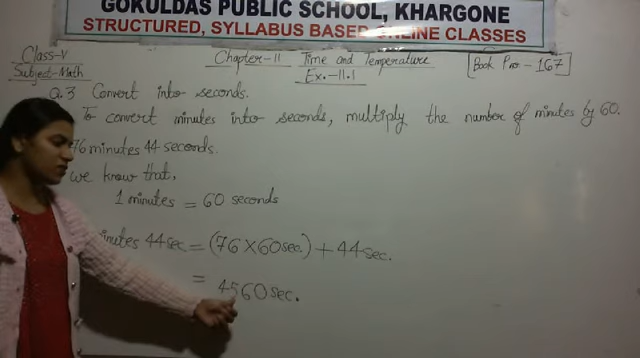 GOKULDAS PUBLIC SCHOOL, KHARGONE
STRUCTURED, SYLLABUS BASED ONLINE CLASSES
Class-V
Subject-Math
Chapter-11 Time and Temperature
Ex.-11.1
Book Pno-167
Q.3 Convert into seconds.
To convert minutes into seconds, multiply the number of minutes by 60.
76 minutes 44 seconds.
we know that,
1 minutes = 60 seconds
44 sec = (76 X 60 sec.) + 44 sec.
= 4560 sec.